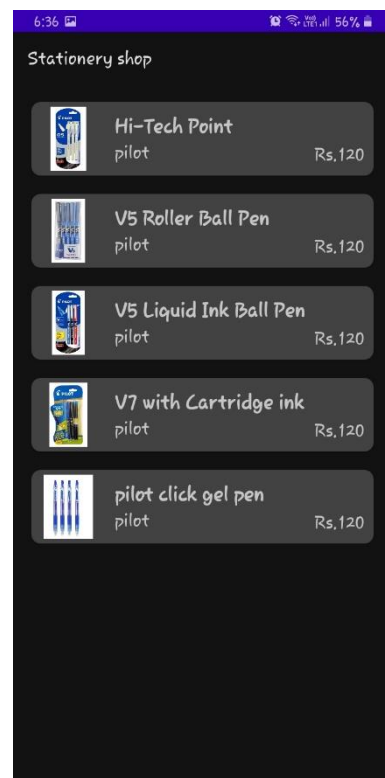 6:36 56%
Stationery shop
Hi-Tech Point
pilot Rs.120
V5 Roller Ball Pen
pilot Rs.120
V5 Liquid Ink Ball Pen
pilot Rs.120
V7 with Cartridge ink
pilot Rs.120
pilot click gel pen
pilot Rs.120